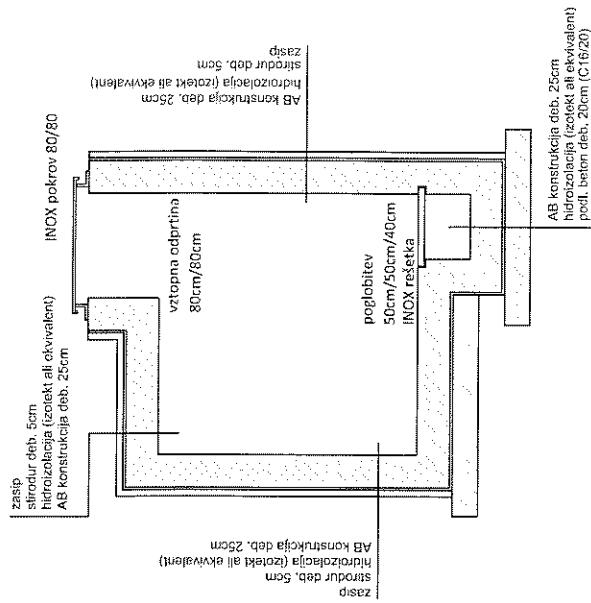 zasip
stirodur deb. 5cm
hidroizolacija (izotekt ali ekvivalent)
AB konstrukcija deb. 25cm
INOX pokrov 80/80
zasip
stirodur deb. 5cm
hidroizolacija (izotekt ali ekvivalent)
AB konstrukcija deb. 25cm
vztopna odprtina
80cm/80cm
poglobitev
50cm/50cm/40cm
INOX rešetka
zasip
stirodur deb. 5cm
hidroizolacija (izotekt ali ekvivalent)
AB konstrukcija deb. 25cm
AB konstrukcija deb. 25cm
hidroizolacija (izotekt ali ekvivalent)
podl. beton deb. 20cm (C16/20)